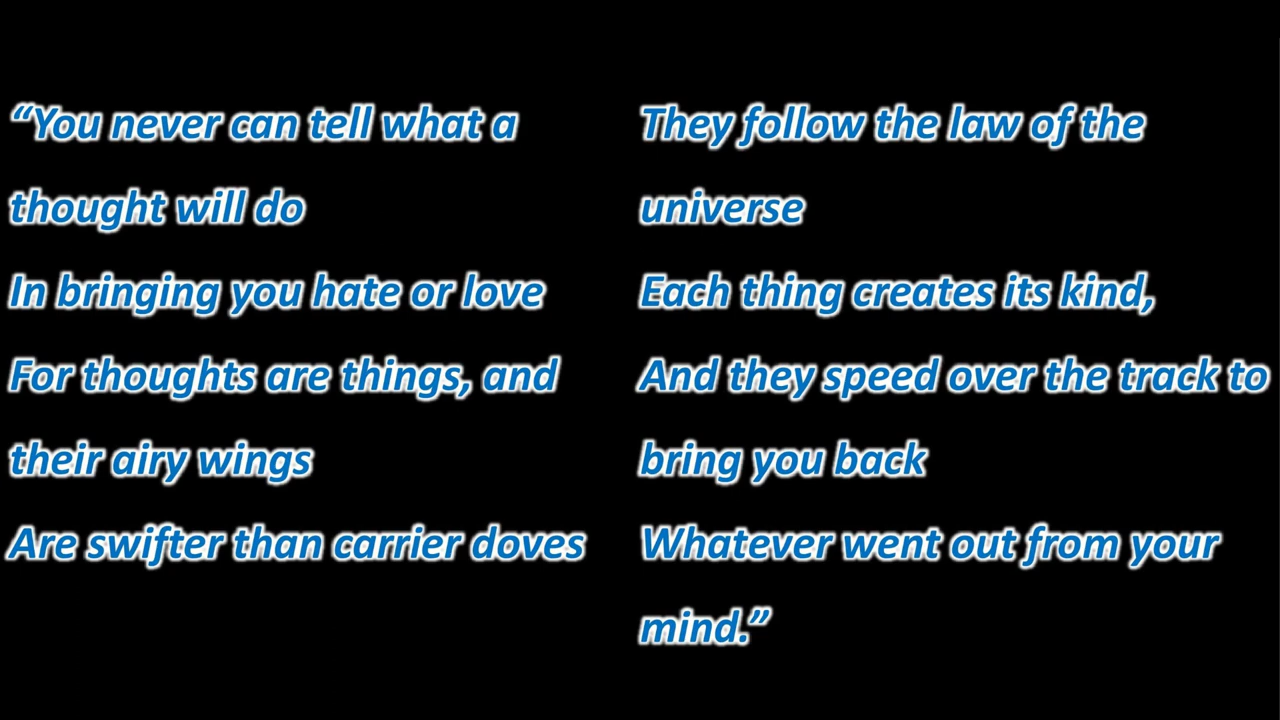 “You never can tell what a
thought will do
In bringing you hate or love
For thoughts are things, and
their airy wings
Are swifter than carrier doves
They follow the law of the
universe
Each thing creates its kind,
And they speed over the track to
bring you back
Whatever went out from your
mind.”